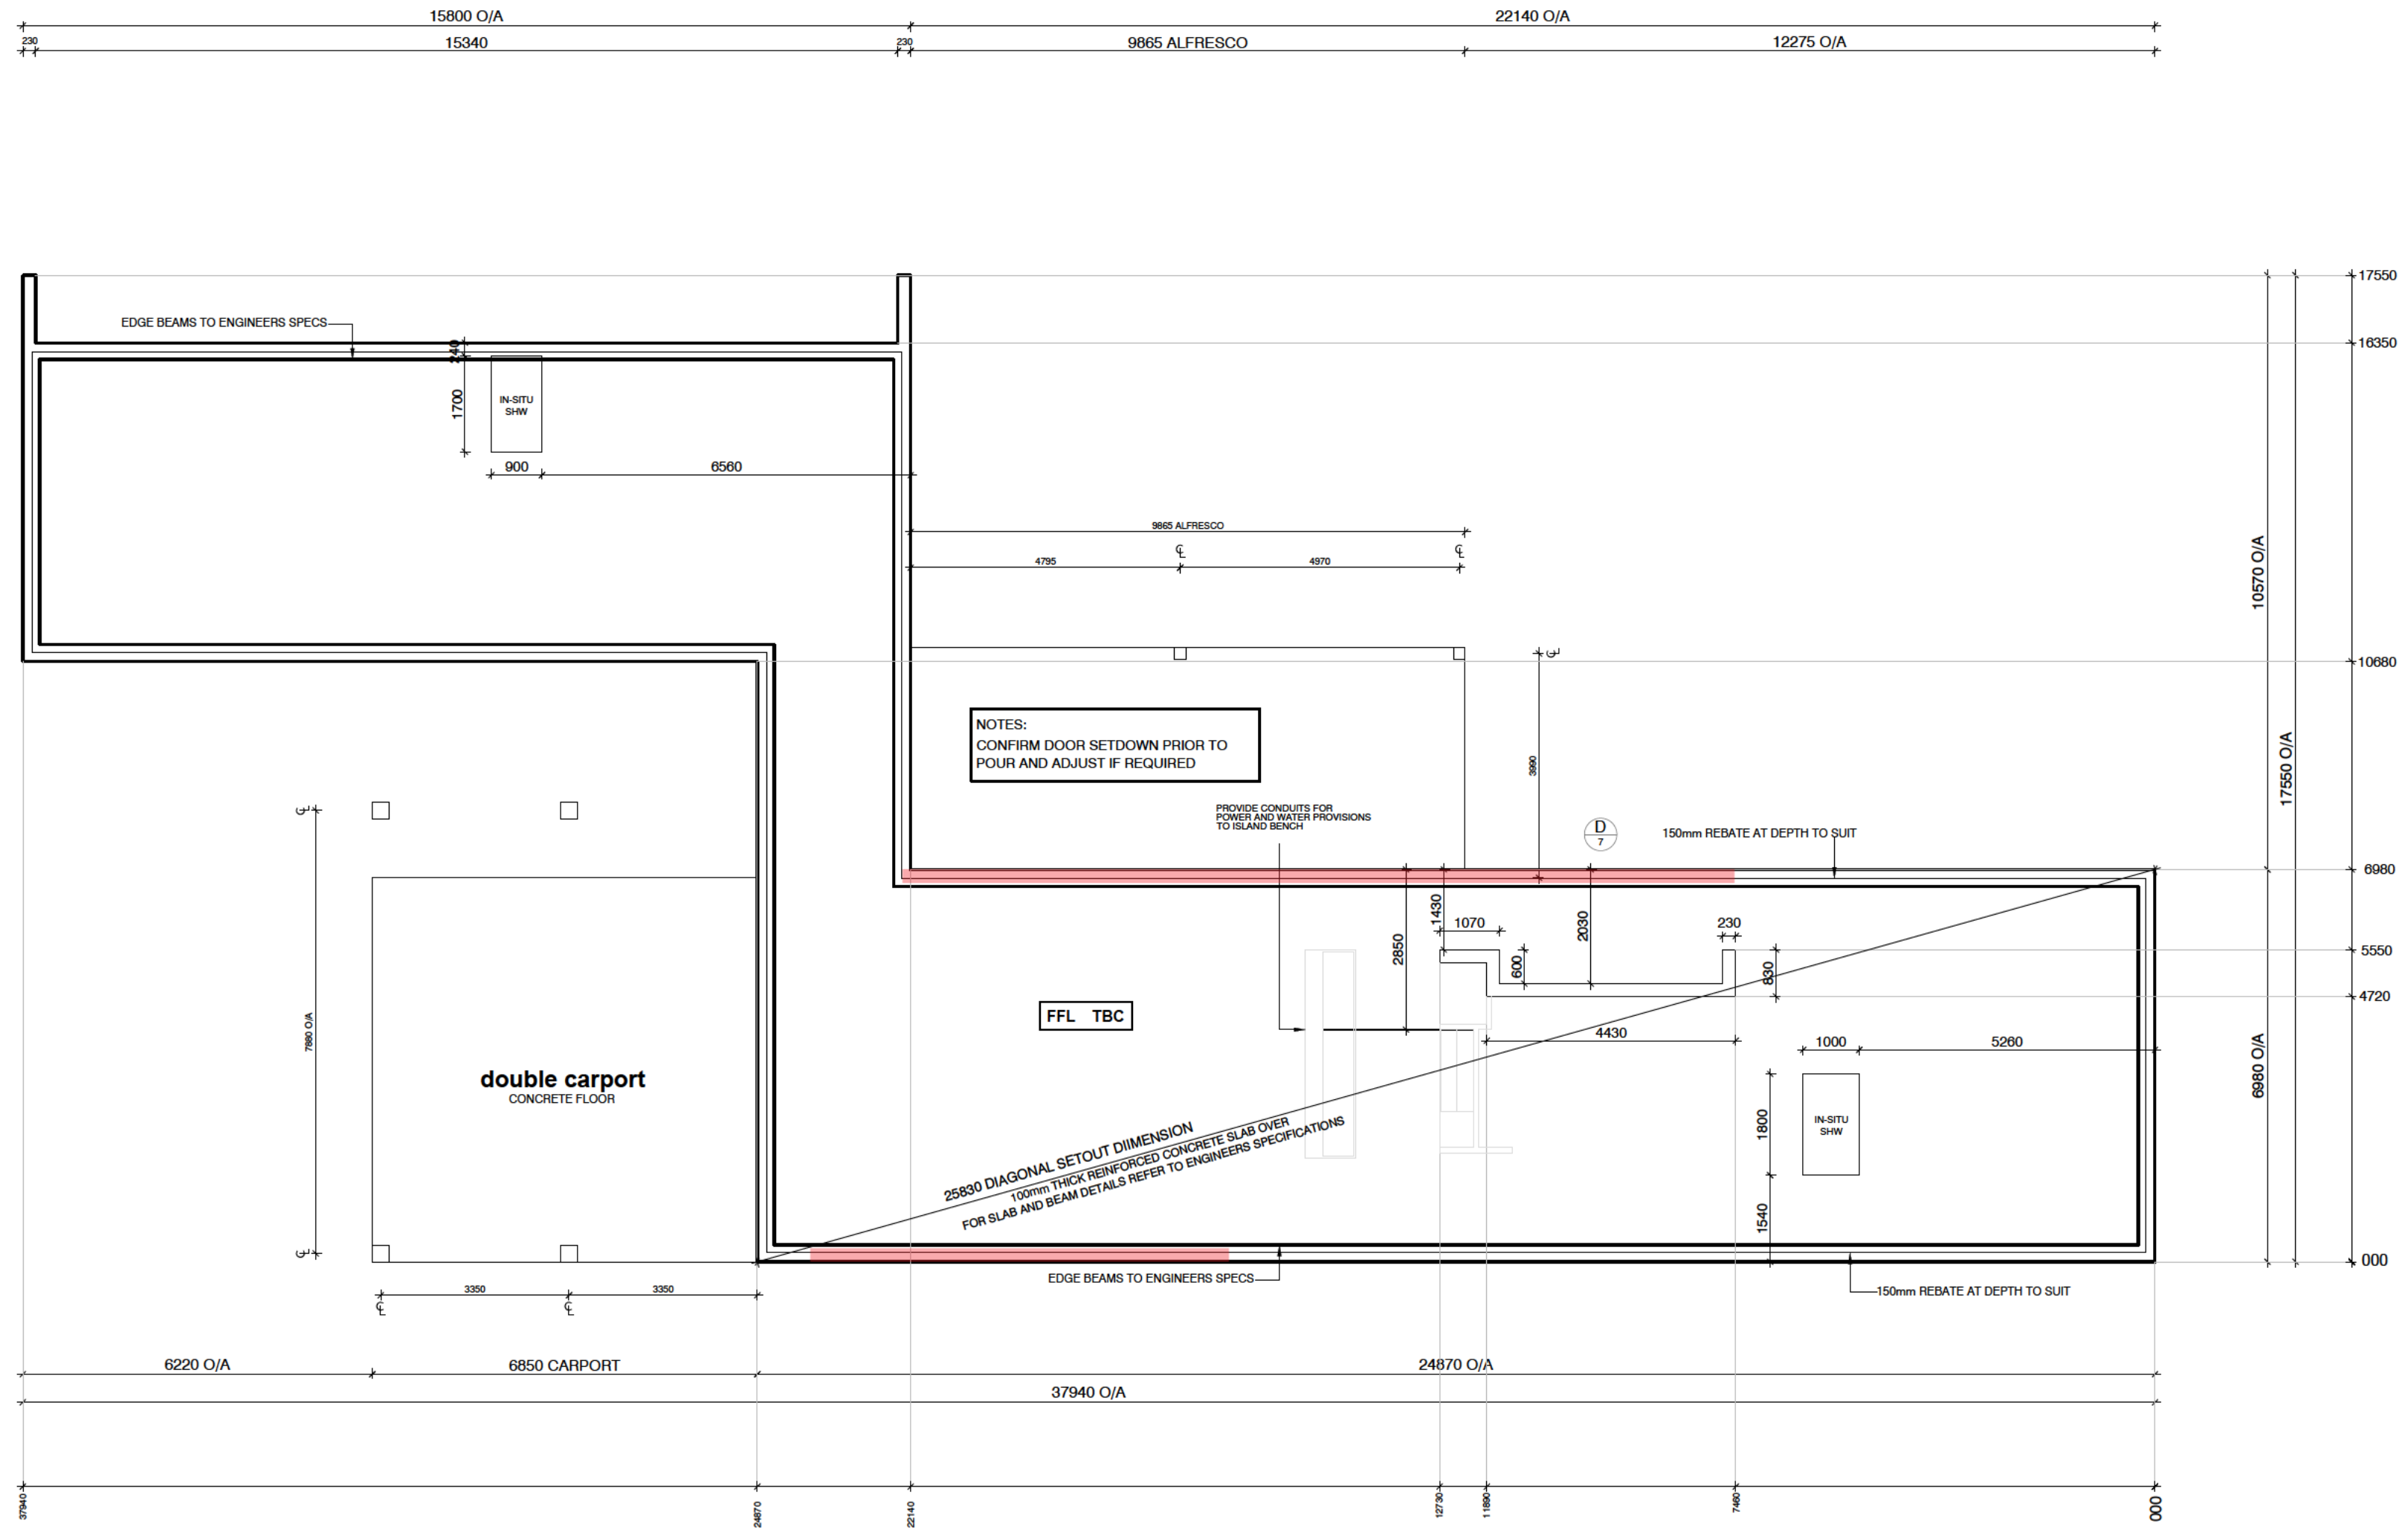 15800 O/A
22140 O/A
230
15340
230
9865 ALFRESCO
12275 O/A
17550
EDGE BEAMS TO ENGINEERS SPECS
16350
240
1700
IN-SITU
SHW
900
6560
9865 ALFRESCO
4795
4970
10570 O/A
17550 O/A
10680
NOTES:
CONFIRM DOOR SETDOWN PRIOR TO
POUR AND ADJUST IF REQUIRED
3990
PROVIDE CONDUITS FOR
POWER AND WATER PROVISIONS
TO ISLAND BENCH
D
7
150mm REBATE AT DEPTH TO SUIT
6980
1430
1070
2030
230
2850
600
830
5550
4720
FFL TBC
4430
1000
5260
7880 O/A
6980 O/A
double carport
CONCRETE FLOOR
1800
IN-SITU
SHW
25830 DIAGONAL SETOUT DIIMENSION
100mm THICK REINFORCED CONCRETE SLAB OVER
FOR SLAB AND BEAM DETAILS REFER TO ENGINEERS SPECIFICATIONS
1540
000
EDGE BEAMS TO ENGINEERS SPECS
150mm REBATE AT DEPTH TO SUIT
3350
3350
6220 O/A
6850 CARPORT
24870 O/A
37940 O/A
37940
24870
22140
12730
11890
7460
000